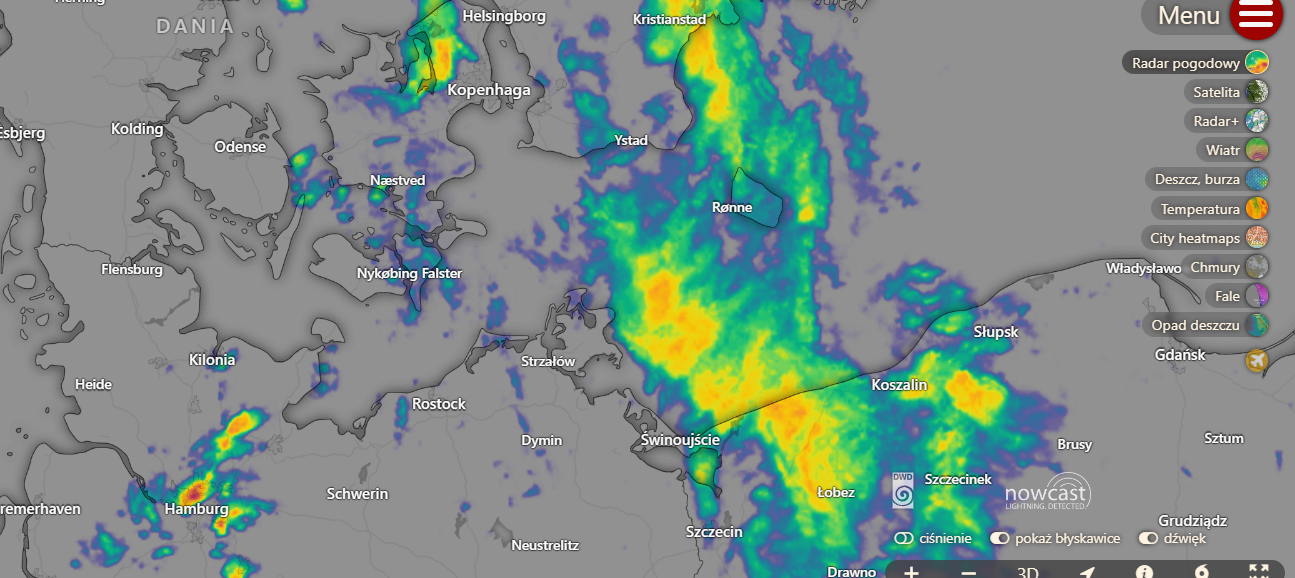 Helsingborg
Kristianstad
Menu
DANIA
Radar pogodowy
Kopenhaga
Satelita
Radar+
Kolding
Esbjerg
Odense
Ystad
Wiatr
Næstved
Deszcz, burza
Rønne
Temperatura
City heatmaps
Flensburg
Nykøbing Falster
Władysławo
Chmury
Fale
Opad deszczu
Słupsk
Kilonia
Strzałów
Gdańsk
Heide
Koszalin
Rostock
Dymin
Świnoujście
Brusy
Sztum
DWD
Szczecinek
Schwerin
Łobez
nowcast
LIGHTNING. DETECTED.
remerhaven
Hamburg
Grudziądz
Szczecin
ciśnienie
pokaż błyskawice
dźwięk
Neustrelitz
Drawno
3D